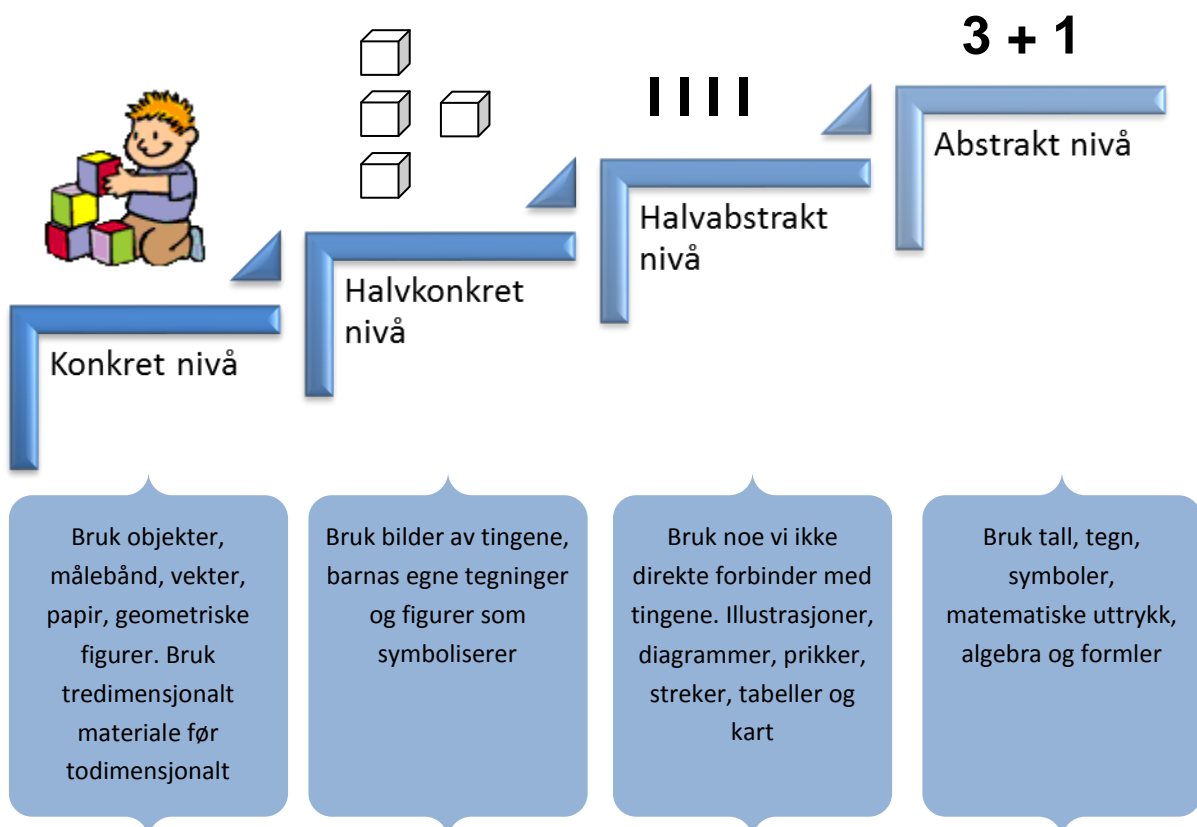 3 + 1
Abstrakt nivå
Halvabstrakt
nivå
Halvkonkret
nivå
Konkret nivå
Bruk objekter,
målebånd, vekter,
papir, geometriske
figurer. Bruk
tredimensjonalt
materiale før
todimensjonalt
Bruk bilder av tingene,
barnas egne tegninger
og figurer som
symboliserer
Bruk noe vi ikke
direkte forbinder med
tingene. Illustrasjoner,
diagrammer, prikker,
streker, tabeller og
kart
Bruk tall, tegn,
symboler,
matematiske uttrykk,
algebra og formler